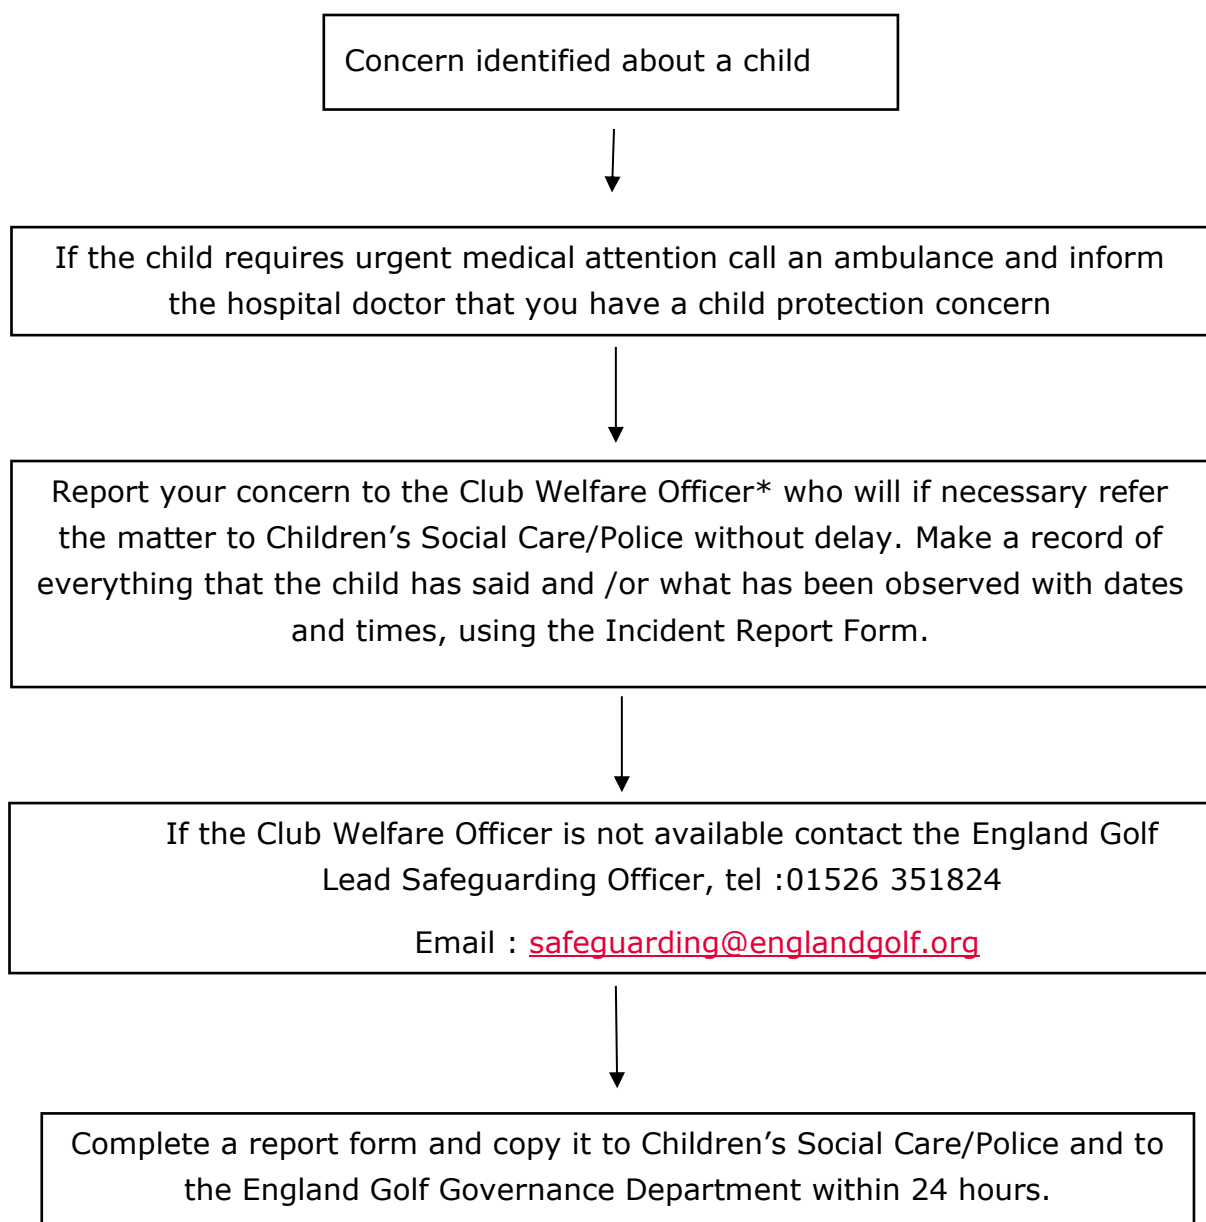 Concern identified about a child
If the child requires urgent medical attention call an ambulance and inform
the hospital doctor that you have a child protection concern
Report your concern to the Club Welfare Officer* who will if necessary refer
the matter to Children’s Social Care/Police without delay. Make a record of
everything that the child has said and /or what has been observed with dates
and times, using the Incident Report Form.
If the Club Welfare Officer is not available contact the England Golf
Lead Safeguarding Officer, tel :01526 351824
Email : safeguarding@englandgolf.org
Complete a report form and copy it to Children’s Social Care/Police and to
the England Golf Governance Department within 24 hours.